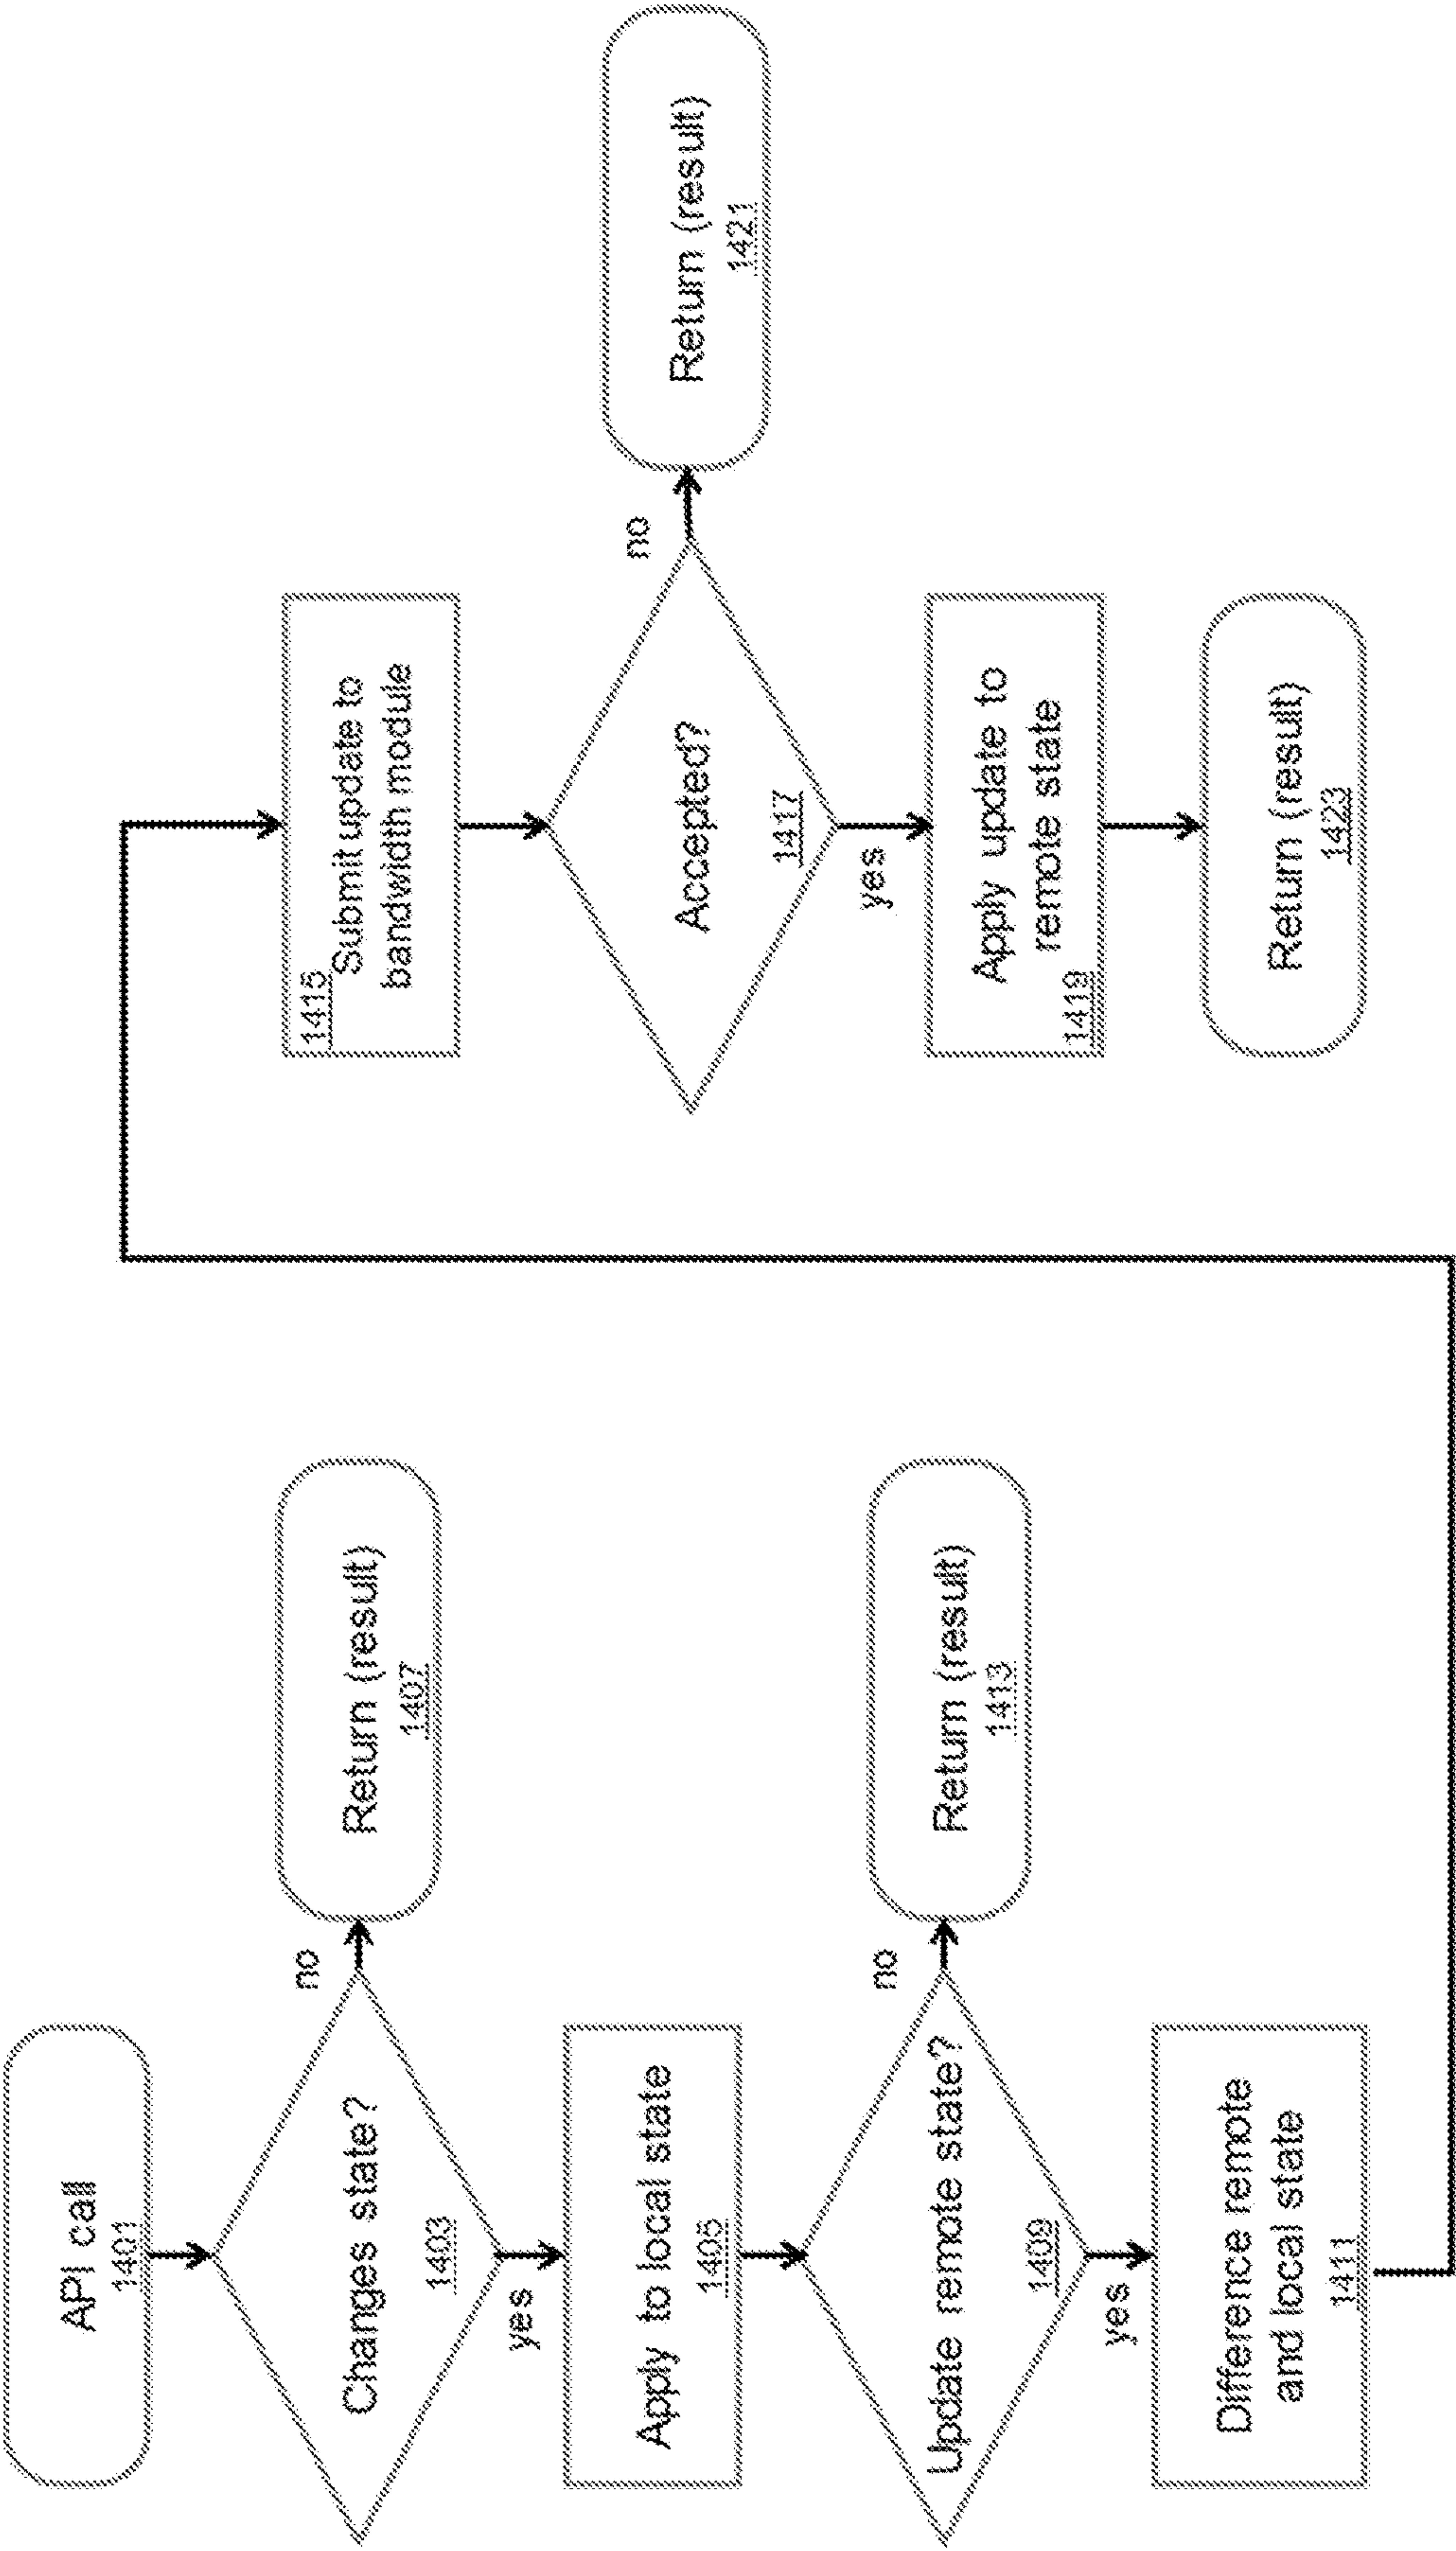 API call
1401
Changes state?
1403
no
Return (result)
1407
yes
Apply to local state
1405
Update remote state?
1409
no
Return (result)
1413
yes
Difference remote
and local state
1411
1415
Submit update to
bandwidth module
Accepted?
1417
no
Return (result)
1421
yes
Apply update to
remote state
1419
Return (result)
1423